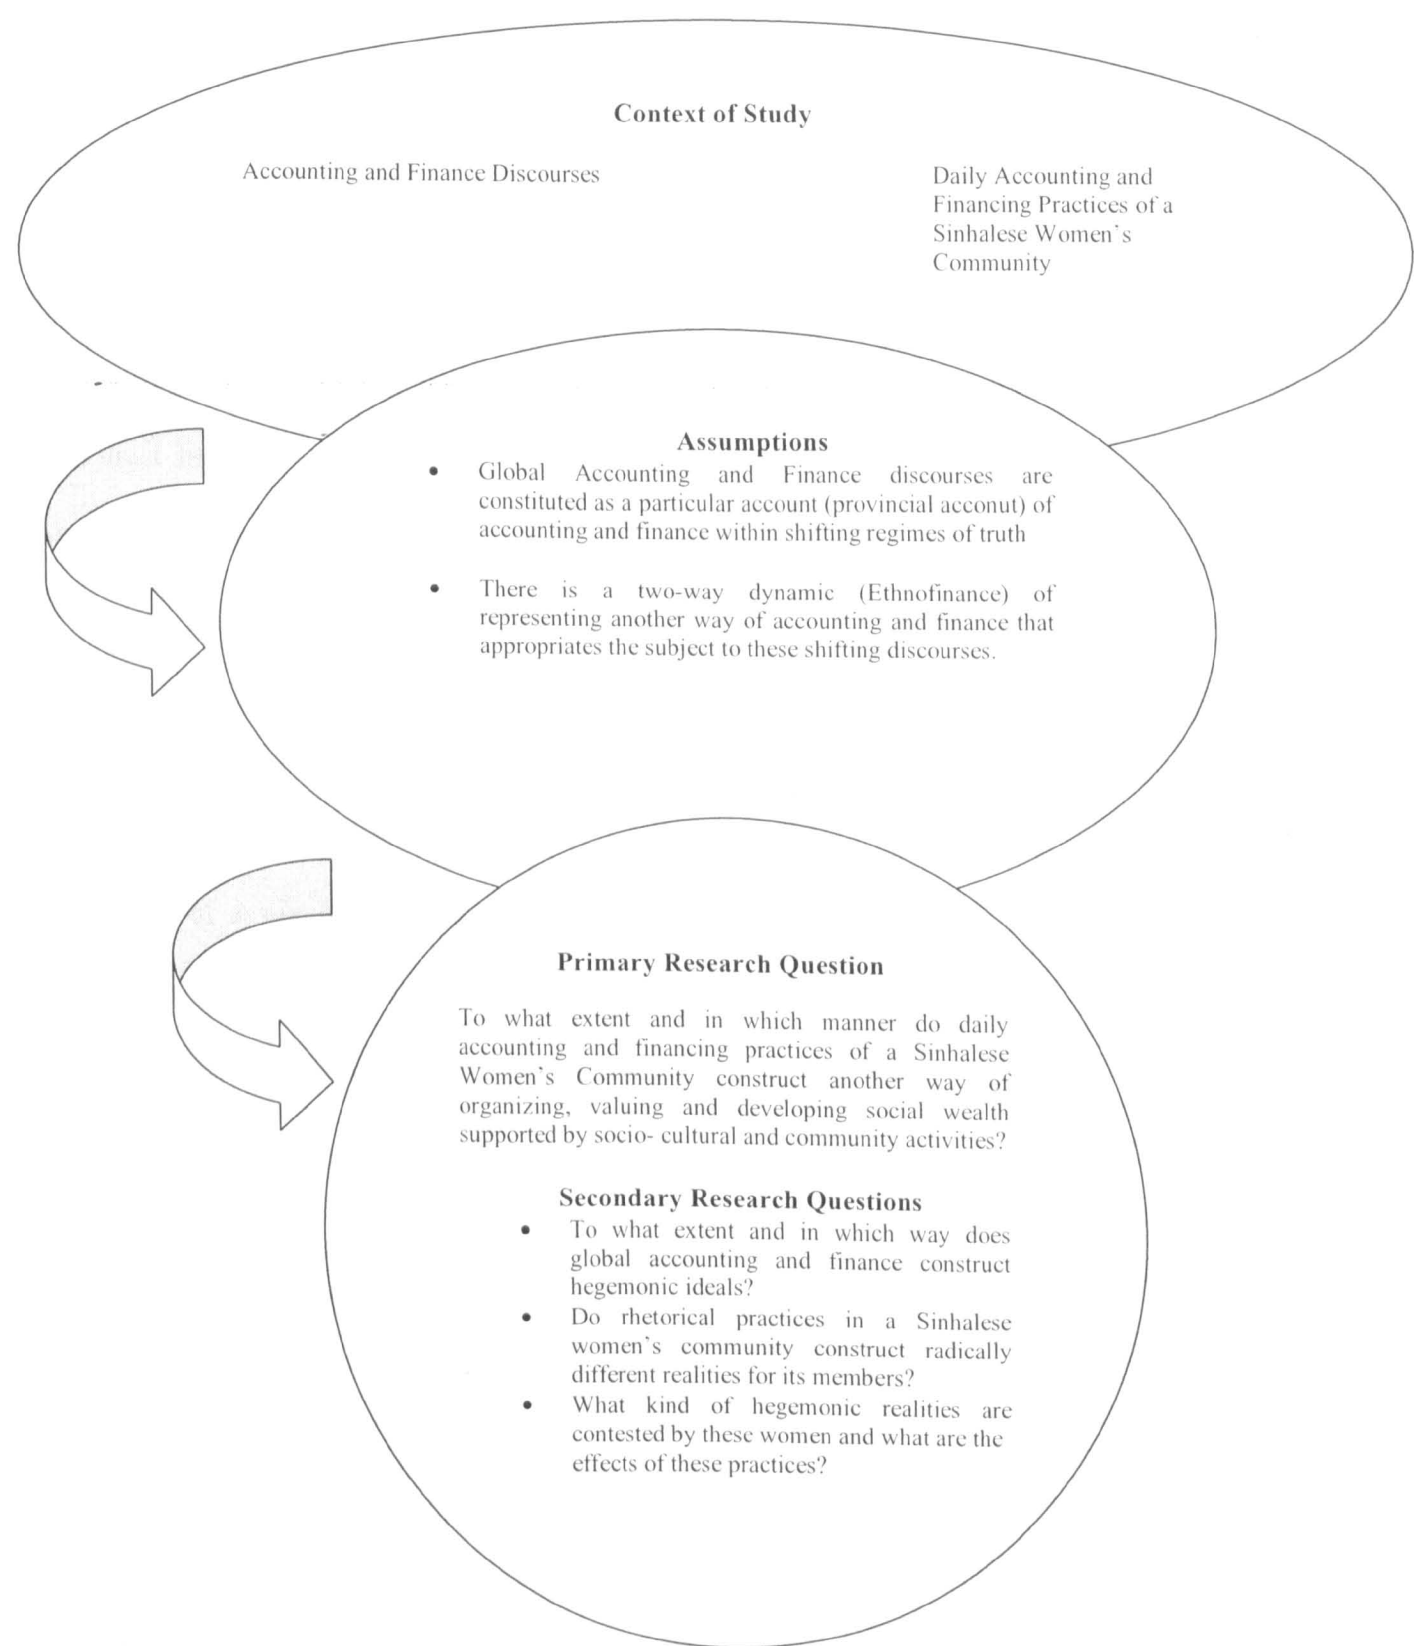 Context of Study
Accounting and Finance Discourses
Daily Accounting and
Financing Practices of a
Sinhalese Women`s
Community
Assumptions
• Global Accounting and Finance discourses are
constituted as a particular account (provincial acconut) of
accounting and finance within shifting regimes of truth
• There is a two-way dynamic (Ethnofinance) of
representing another way of accounting and finance that
appropriates the subject to these shifting discourses.
Primary Research Question
To what extent and in which manner do daily
accounting and financing practices of a Sinhalese
Women`s Community construct another way of
organizing, valuing and developing social wealth
supported by socio- cultural and community activities?
Secondary Research Questions
• To what extent and in which way does
global accounting and finance construct
hegemonic ideals?
• Do rhetorical practices in a Sinhalese
women`s community construct radically
different realities for its members?
• What kind of hegemonic realities are
contested by these women and what are the
effects of these practices?